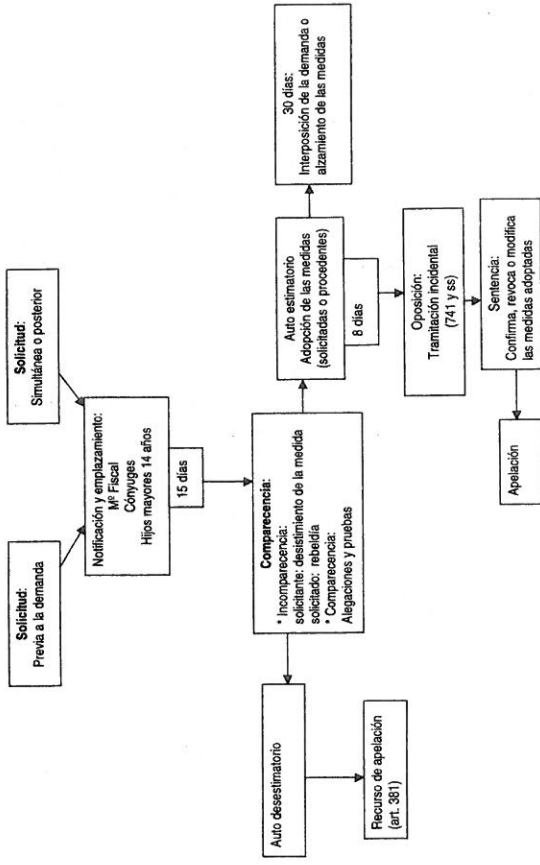 Solicitud:
Previa a la demanda
Solicitud:
Simultánea o posterior
Notificación y emplazamiento:
Mº Fiscal
Cónyuges
Hijos mayores 14 años
15 días
Comparecencia:
* Incomparecencia:
solicitante: desistimiento de la medida
solicitado: rebeldía
* Comparecencia:
Alegaciones y pruebas
Auto desestimatorio
Recurso de apelación
(art. 381)
Auto estimatorio
Adopción de las medidas
(solicitadas o procedentes)
8 días
30 días:
Interposición de la demanda o
alzamiento de las medidas
Oposición:
Tramitación incidental
(741 y ss)
Sentencia:
Confirma, revoca o modifica
las medidas adoptadas
Apelación